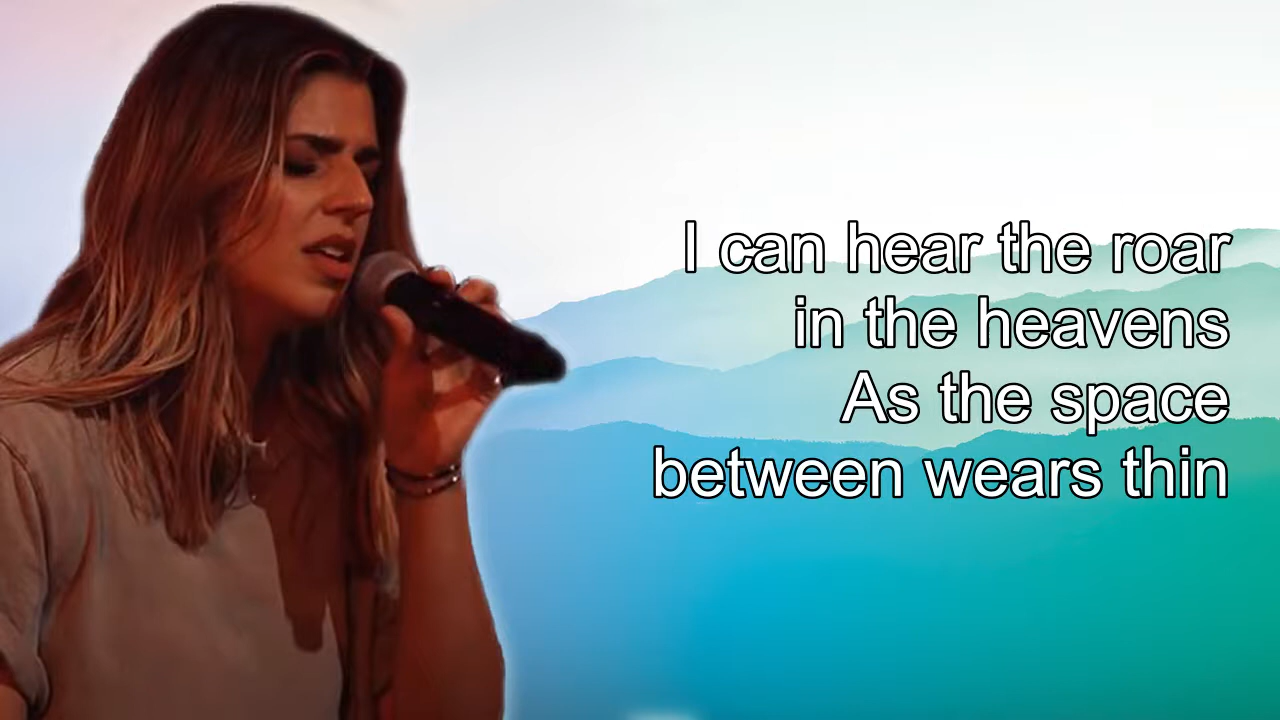 I can hear the roar
in the heavens
As the space
between wears thin